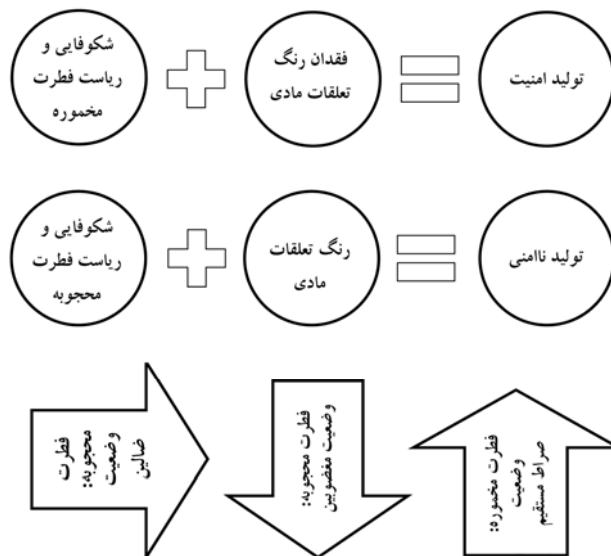 شکوفایی و
ریاست فطرت
مخموره
فقدان رنگ
تعلقات مادی
تولید امنیت
شکوفایی و
ریاست فطرت
محجوبه
رنگ تعلقات
مادی
تولید ناامنی
فطرت
محجوبه:
وضعیت
ضالین
فطرت محجوبه:
وضعیت مغضوبین
فطرت مخموره:
وضعیت
صراط مستقیم